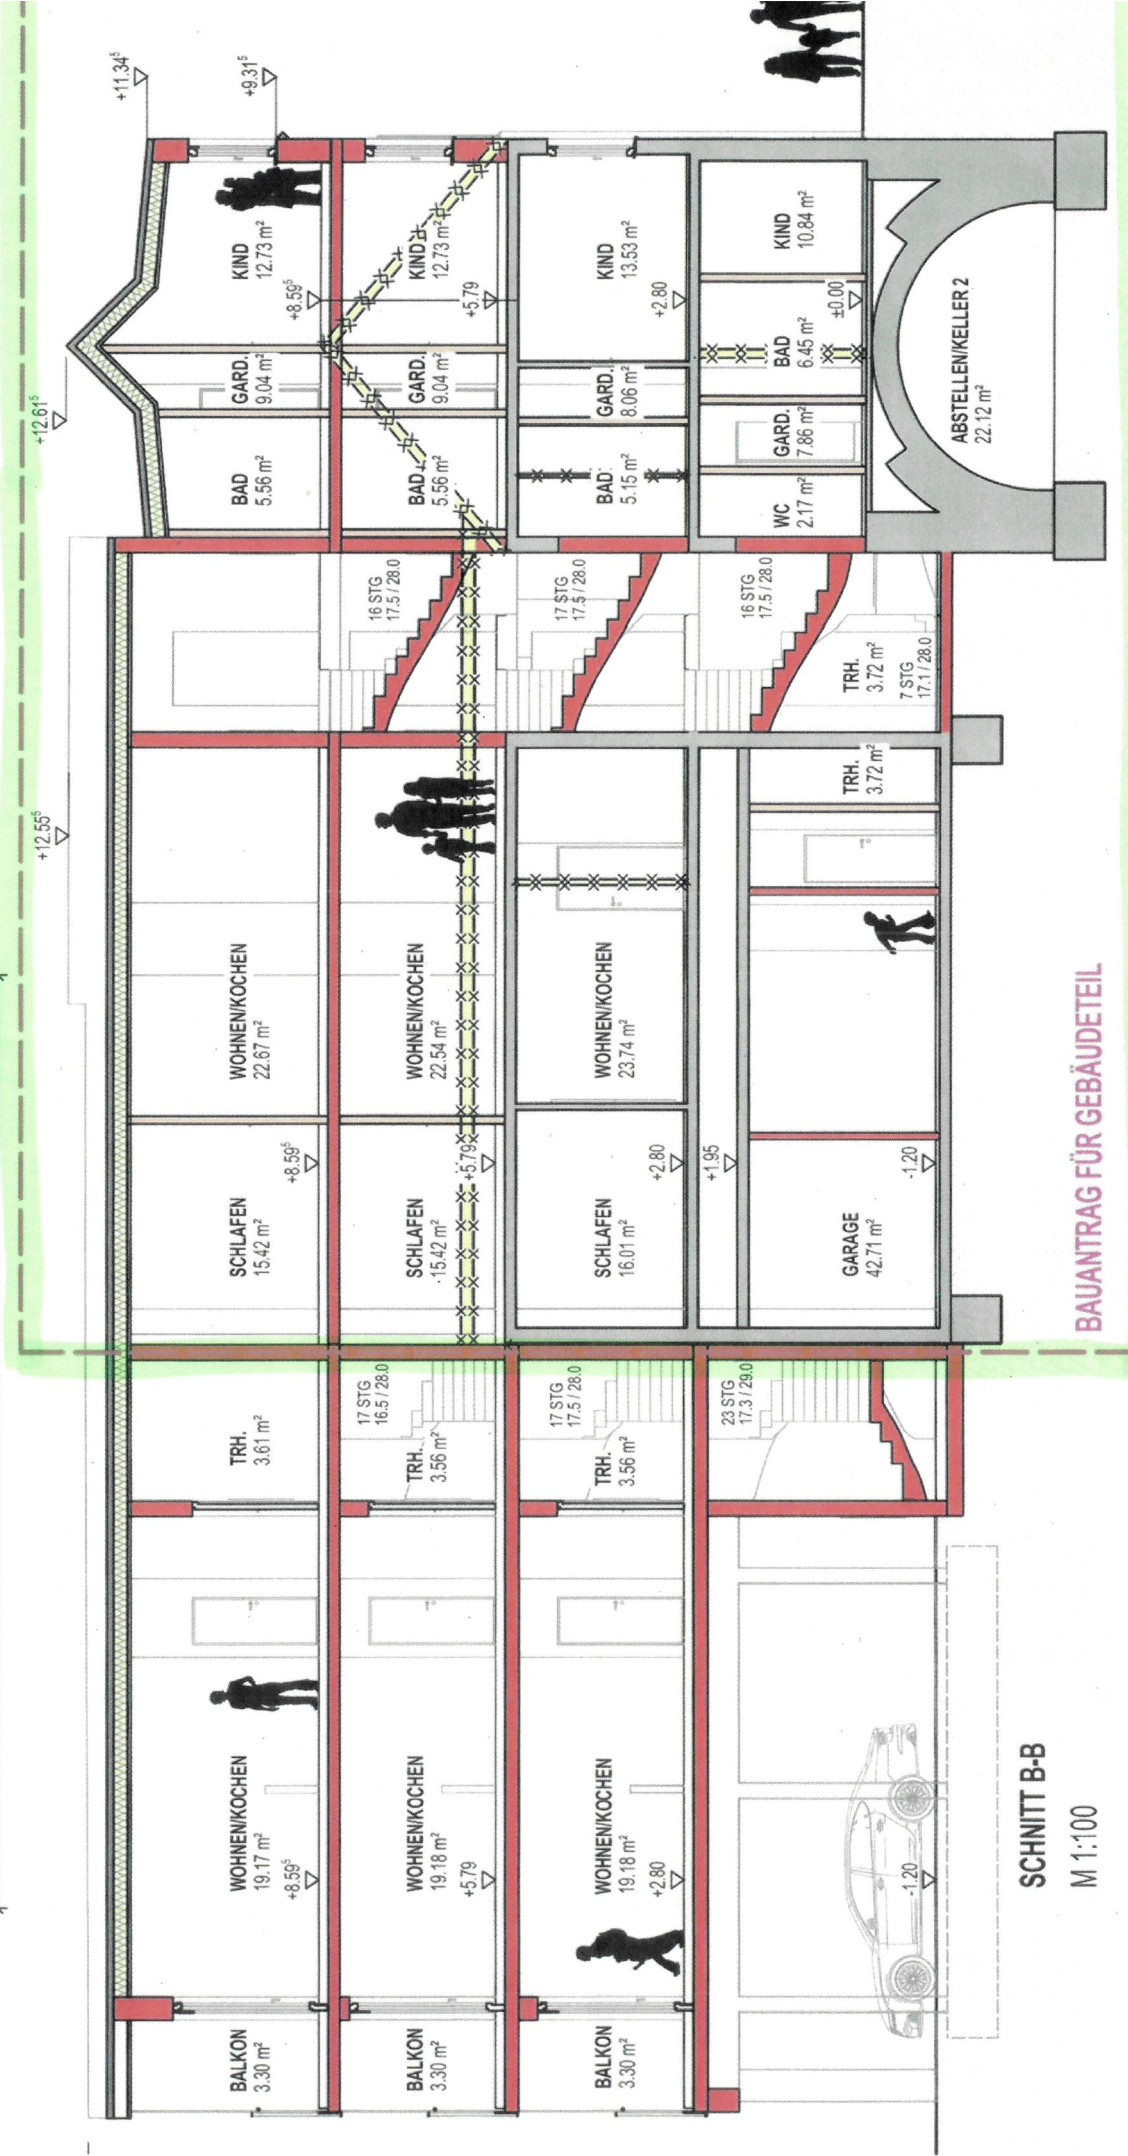 +12.55⁵
+12.61⁵
+11.34⁵
+9.31⁵
BALKON
3.30 m²
WOHNEN/KOCHEN
19.17 m²
+8.59⁵
TRH.
3.61 m²
SCHLAFEN
15.42 m²
+8.59⁵
WOHNEN/KOCHEN
22.67 m²
BAD
5.56 m²
GARD.
9.04 m²
KIND
12.73 m²
+8.59⁵
BALKON
3.30 m²
WOHNEN/KOCHEN
19.18 m²
+5.79
17 STG
16.5 / 28.0
TRH.
3.56 m²
SCHLAFEN
15.42 m²
+5.79
WOHNEN/KOCHEN
22.54 m²
16 STG
17.5 / 28.0
BAD
5.56 m²
GARD.
9.04 m²
KIND
12.73 m²
+5.79
BALKON
3.30 m²
WOHNEN/KOCHEN
19.18 m²
+2.80
17 STG
17.5 / 28.0
TRH.
3.56 m²
SCHLAFEN
16.01 m²
+2.80
WOHNEN/KOCHEN
23.74 m²
17 STG
17.5 / 28.0
BAD
5.15 m²
GARD.
8.06 m²
KIND
13.53 m²
+2.80
23 STG
17.3 / 29.0
+1.95
16 STG
17.5 / 28.0
WC
2.17 m²
GARD.
7.86 m²
BAD
6.45 m²
KIND
10.84 m²
±0.00
-1.20
GARAGE
42.71 m²
-1.20
TRH.
3.72 m²
TRH.
3.72 m²
7 STG
17.1 / 28.0
ABSTELLEN/KELLER 2
22.12 m²
SCHNITT B-B
M 1:100
BAUANTRAG FÜR GEBÄUDETEIL